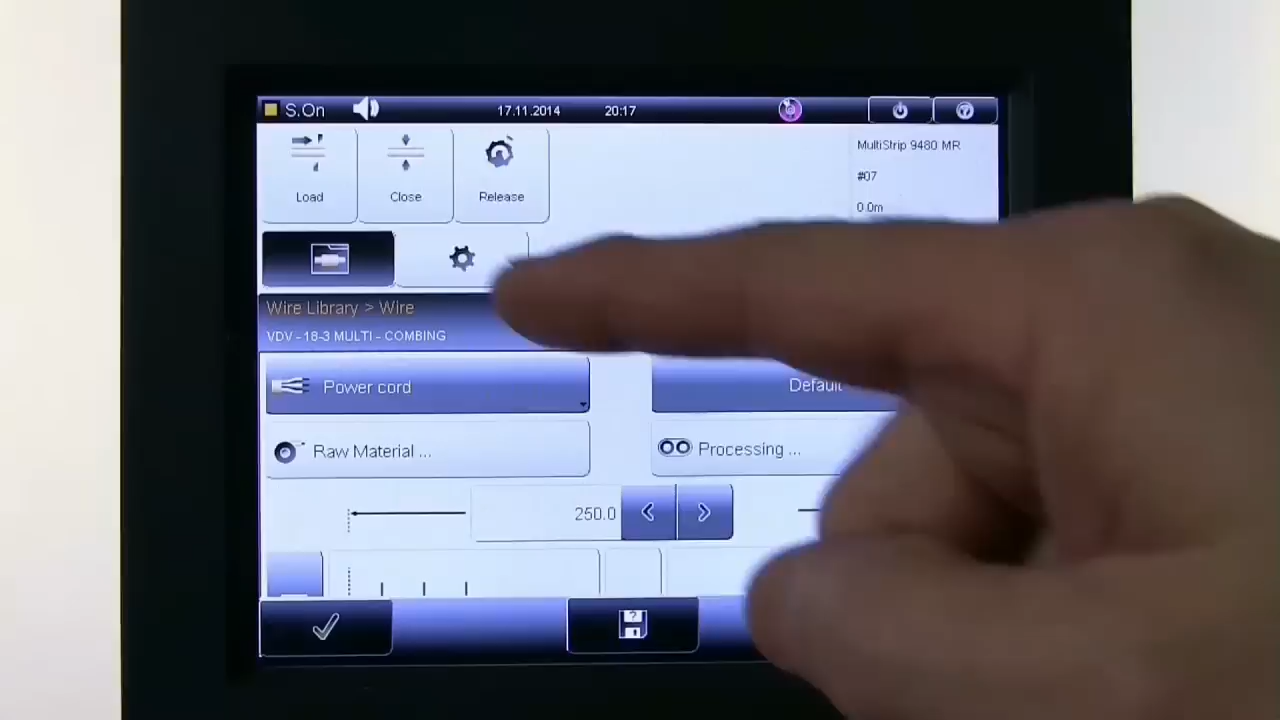 S.On 17.11.2014 20:17
MultiStrip 9480 MR
#07
0.0m
Load Close Release
Wire Library > Wire
VDV - 18-3 MULTI - COMBING
Power cord
Default
Raw Material ... Processing ...
250.0